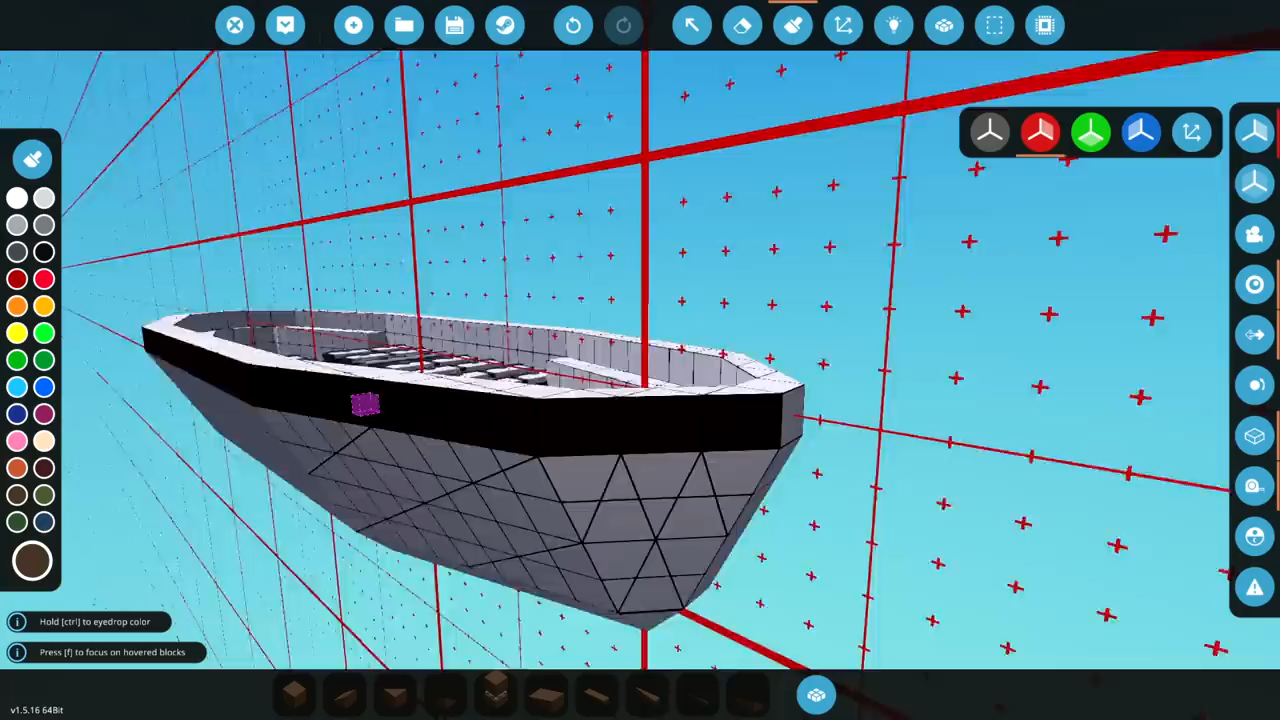 Hold [ctrl] to eyedrop color
Press [f] to focus on hovered blocks
v1.5.16 64Bit